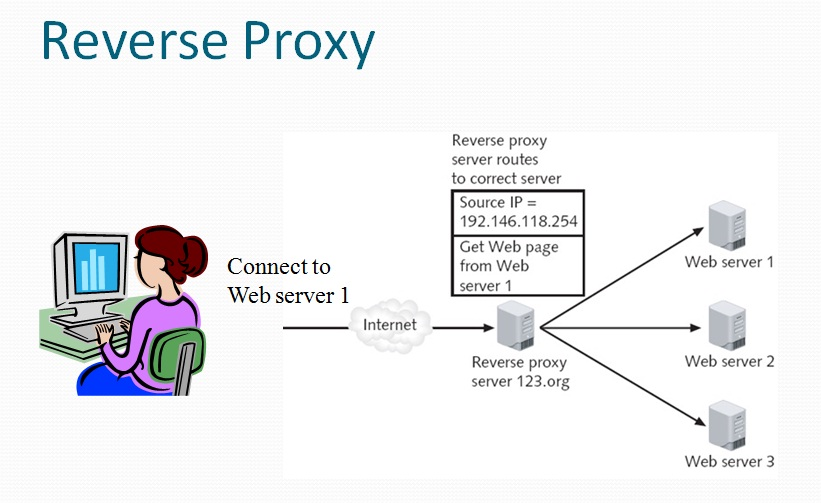 Reverse Proxy
Reverse proxy
server routes
to correct server
Source IP =
192.146.118.254
Get Web page
from Web
server 1
Connect to
Web server 1
Internet
Reverse proxy
server 123.org
Web server 1
Web server 2
Web server 3